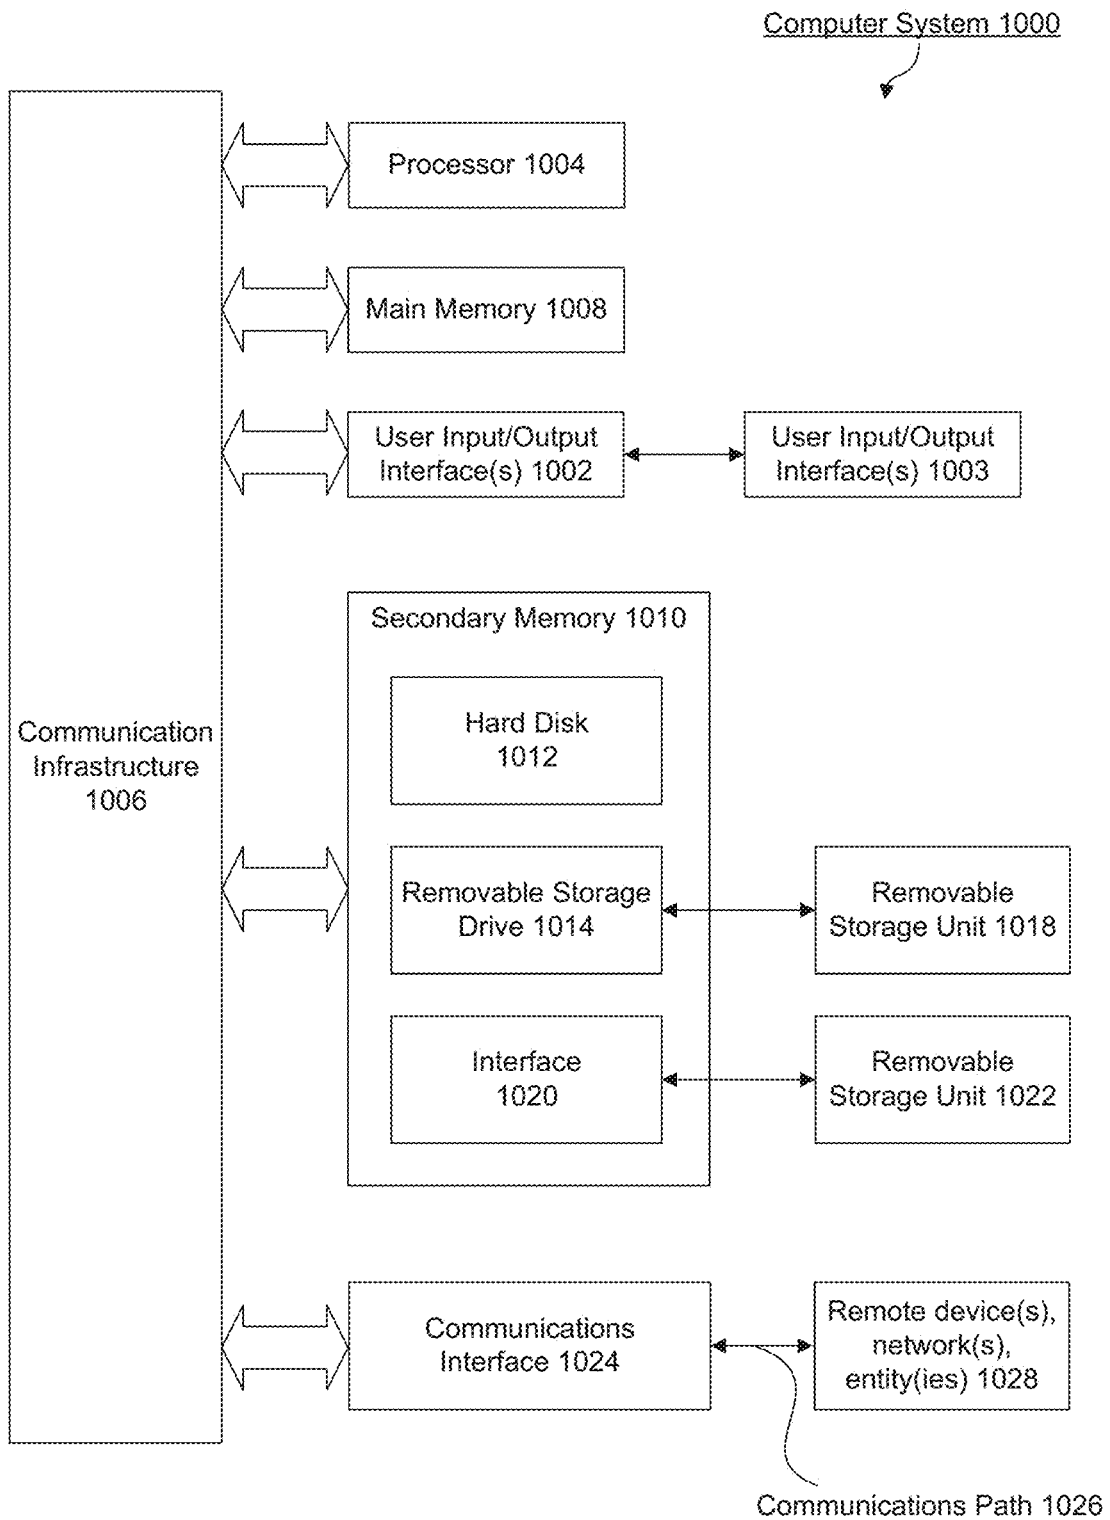 Computer System 1000
Processor 1004
Main Memory 1008
User Input/Output
Interface(s) 1002
User Input/Output
Interface(s) 1003
Secondary Memory 1010
Hard Disk
1012
Communication
Infrastructure
1006
Removable Storage
Drive 1014
Removable
Storage Unit 1018
Interface
1020
Removable
Storage Unit 1022
Communications
Interface 1024
Remote device(s),
network(s),
entity(ies) 1028
Communications Path 1026